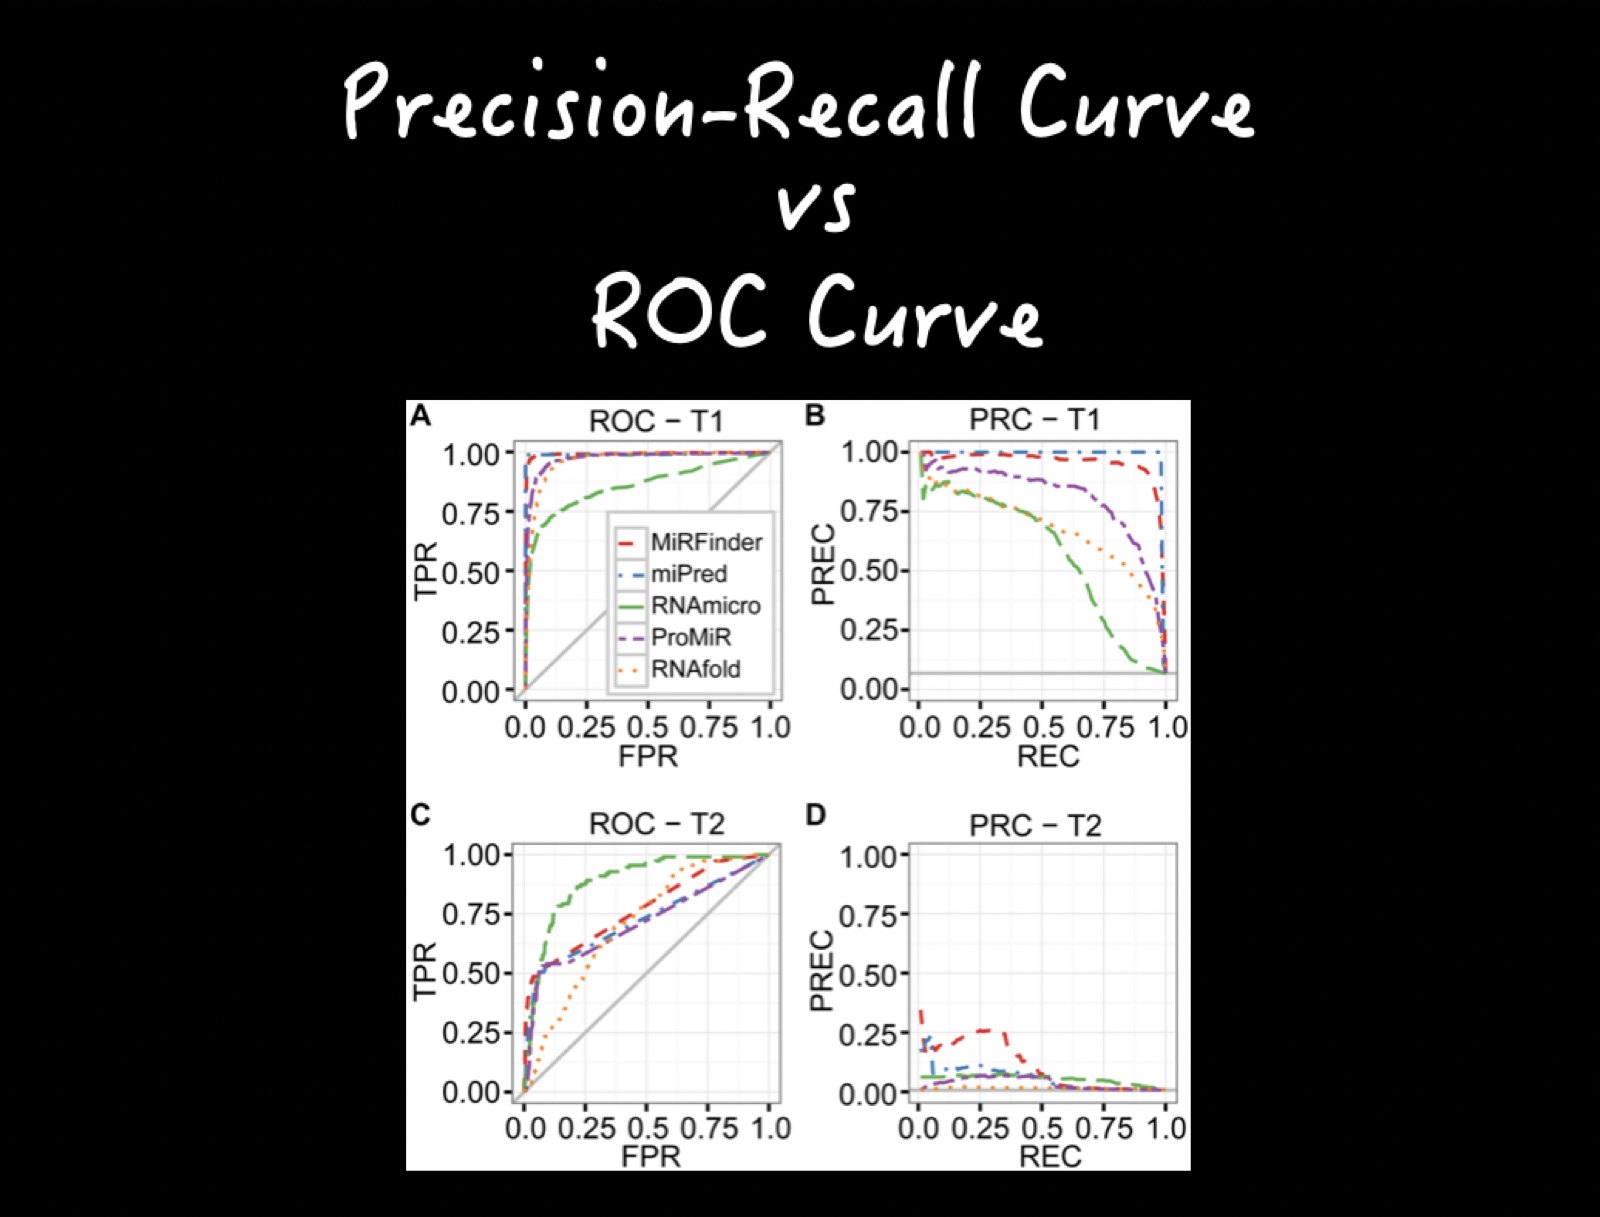 Precision-Recall Curve
vs
ROC Curve
A
ROC – T1
1.00
0.75
0.50
0.25
0.00
TPR
0.0 0.25 0.5 0.75 1.0
FPR
MiRFinder
miPred
RNAmicro
ProMiR
RNAfold
B
PRC – T1
1.00
0.75
0.50
0.25
0.00
PREC
0.0 0.25 0.5 0.75 1.0
REC
C
ROC – T2
1.00
0.75
0.50
0.25
0.00
TPR
0.0 0.25 0.5 0.75 1.0
FPR
D
PRC – T2
1.00
0.75
0.50
0.25
0.00
PREC
0.0 0.25 0.5 0.75 1.0
REC